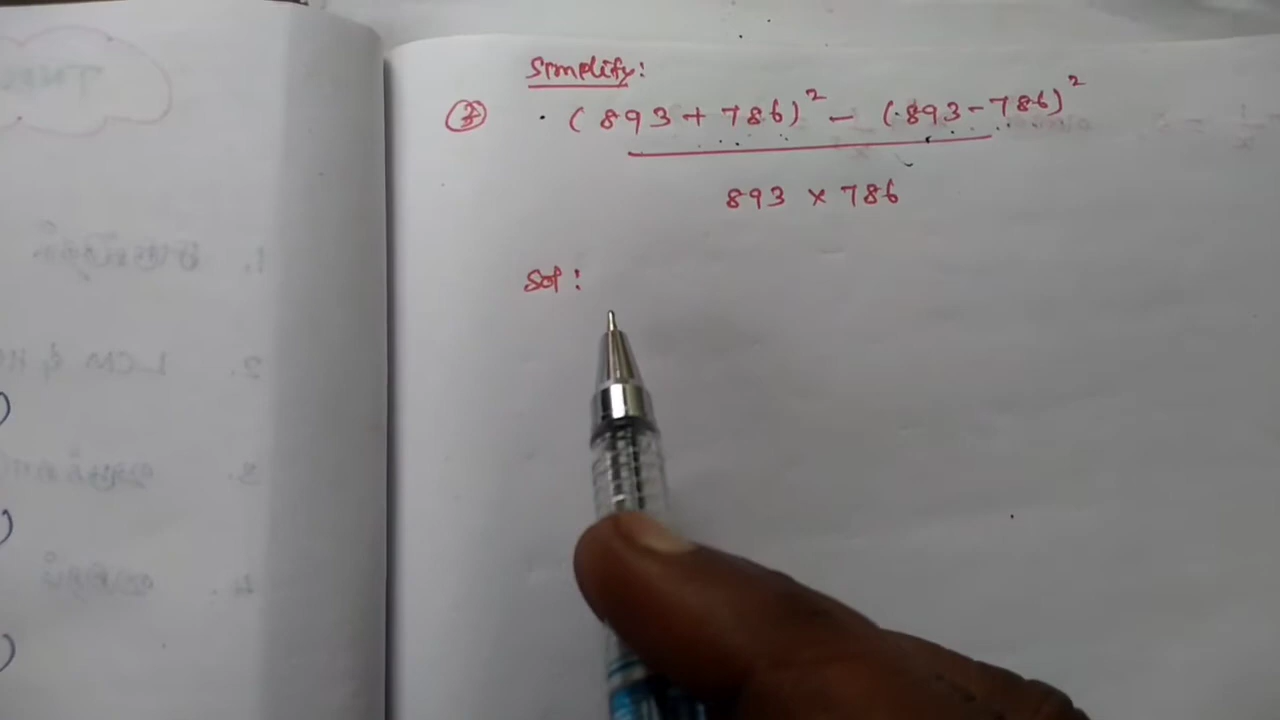 Simplify:
③ (893 + 786)² − (893 − 786)²
893 × 786
Sol :